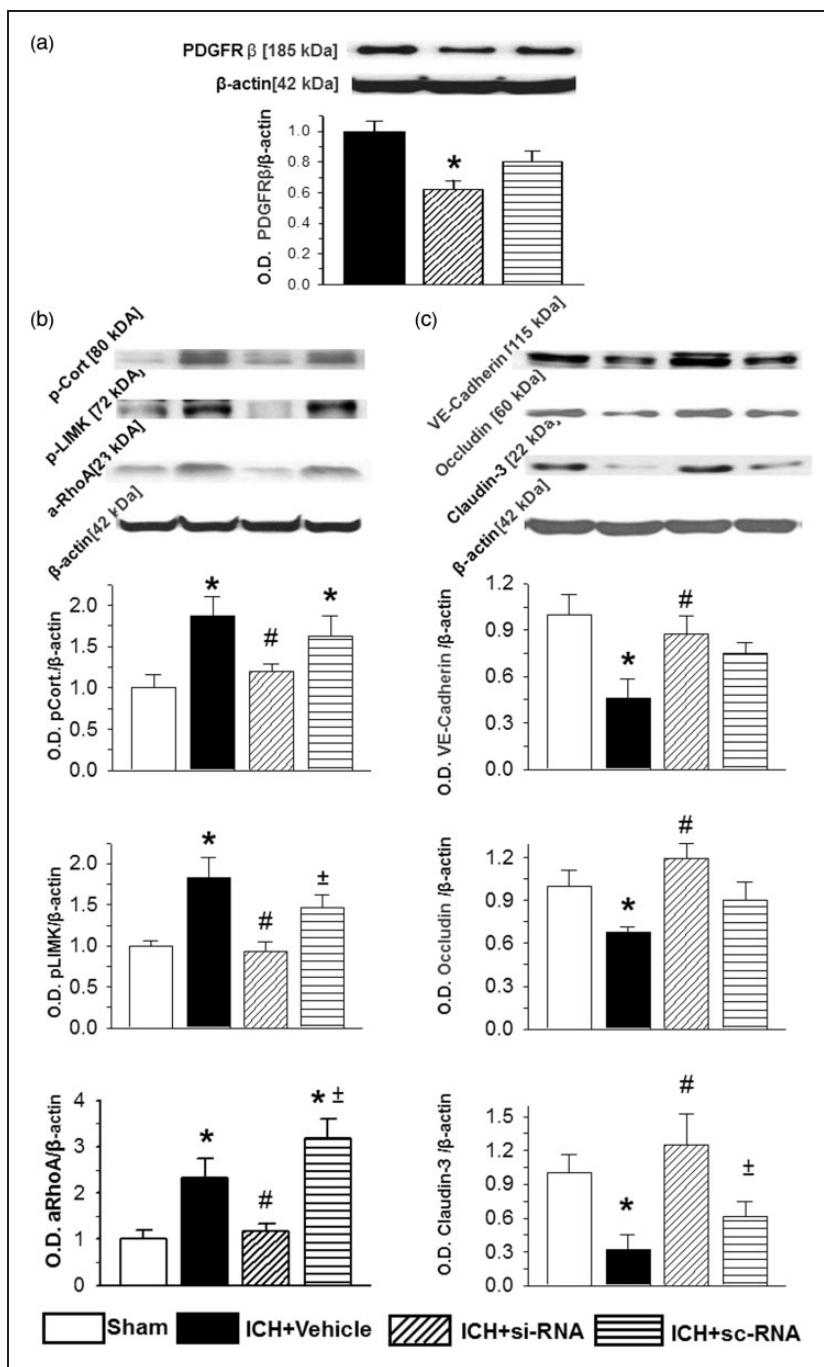 (a)
PDGFR β [185 kDa]
β-actin[42 kDa]
O.D. PDGFRβ/β-actin
1.0
0.8
0.6
0.4
0.2
0.0
*
(b)
p-Cort [80 kDA]
p-LIMK [72 kDA]
a-RhoA[23 kDA]
β-actin[42 kDa]
O.D. pCort./β-actin
2.0
1.5
1.0
0.5
0.0
*
#
*
O.D. pLIMK/β-actin
2.0
1.5
1.0
0.5
0.0
*
#
±
O.D. aRhoA/β-actin
4
3
2
1
0
*
#
* ±
(c)
VE-Cadherin [115 kDa]
Occludin [60 kDa]
Claudin-3 [22 kDa]
β-actin [42 kDa]
O.D. VE-Cadherin /β-actin
1.2
0.9
0.6
0.3
0.0
*
#
O.D. Occludin /β-actin
1.2
0.9
0.6
0.3
0.0
*
#
O.D. Claudin-3 /β-actin
1.5
1.2
0.9
0.6
0.3
0.0
*
#
±
Sham
ICH+Vehicle
ICH+si-RNA
ICH+sc-RNA